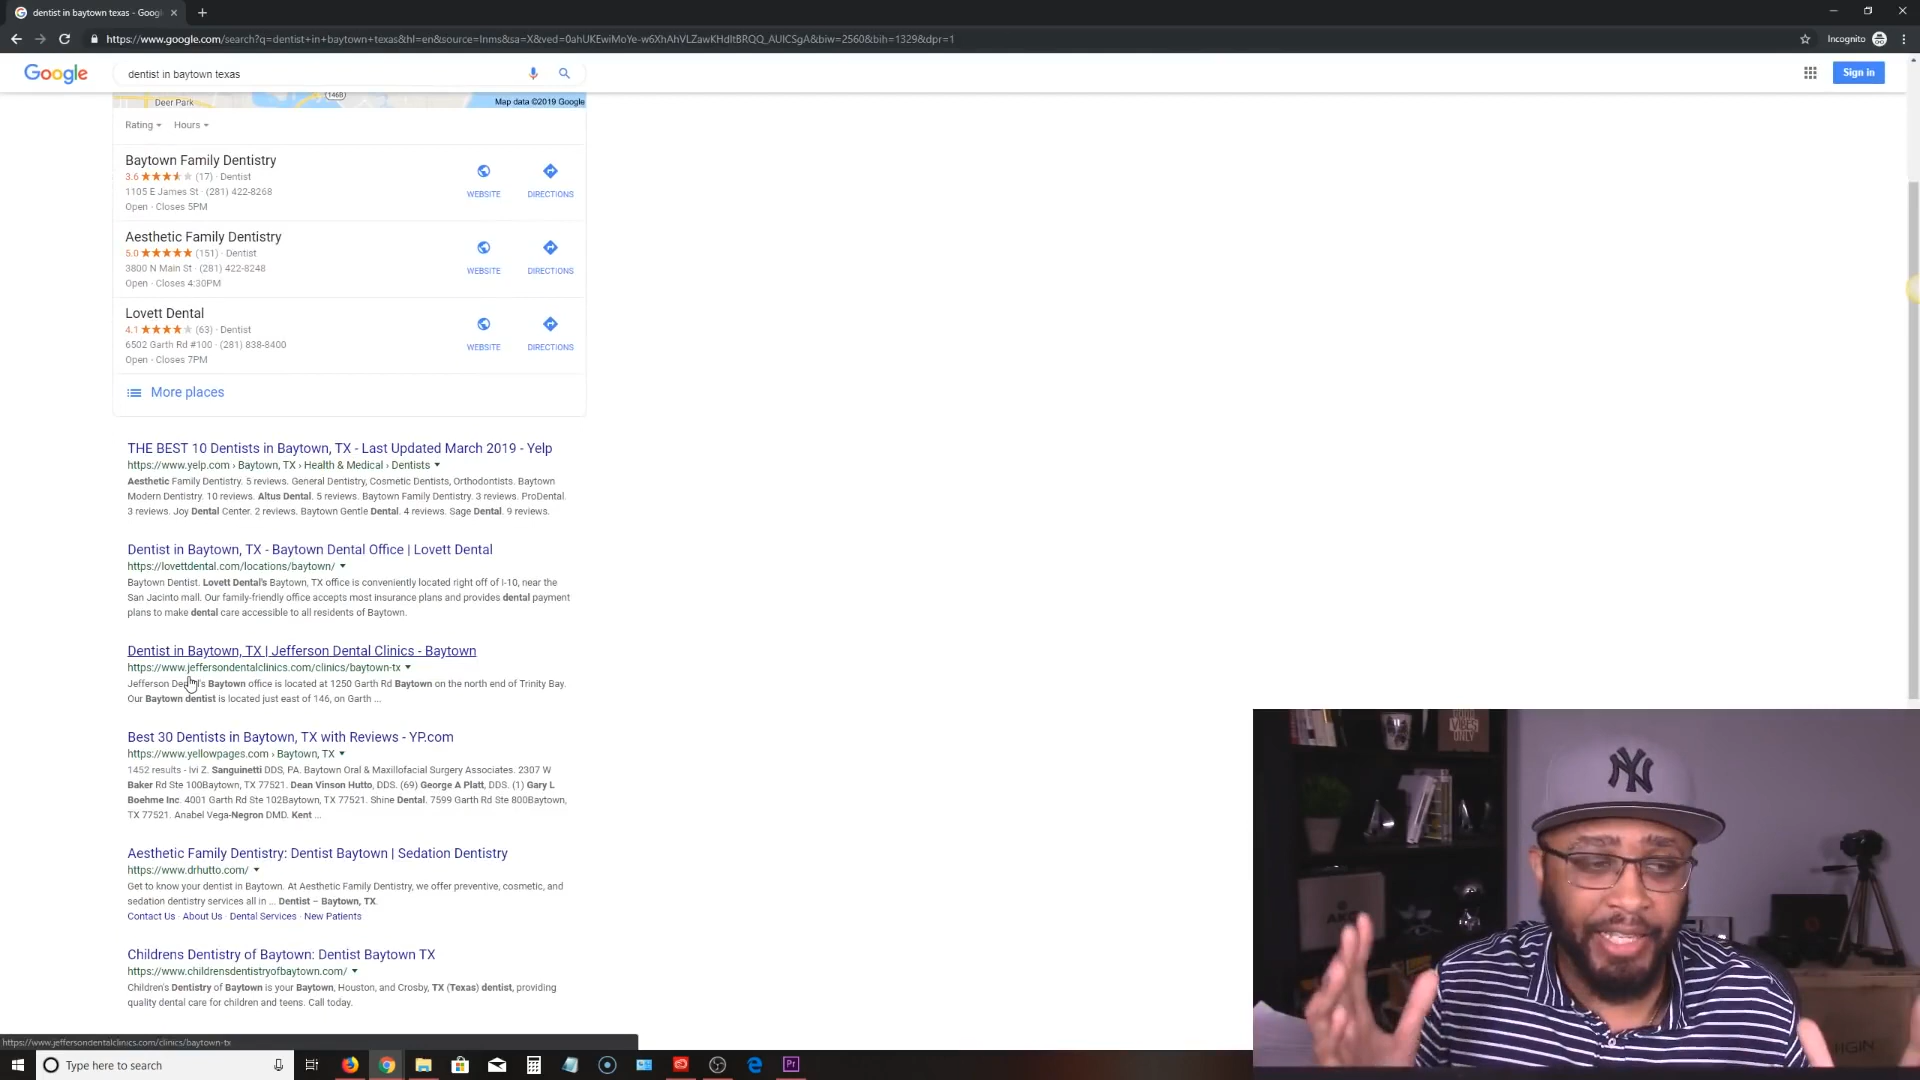 dentist in baytown texas - Googl
https://www.google.com/search?q=dentist+in+baytown+texas&hl=en&source=lnms&sa=X&ved=0ahUKEwiMoYe-w6XhAhVLZawKHdltBRQQ_AUICSgA&biw=2560&bih=1329&dpr=1
Incognito
Google
dentist in baytown texas
Sign in
Deer Park
146B
Map data ©2019 Google
Rating Hours
Baytown Family Dentistry
3.6 (17) · Dentist
1105 E James St · (281) 422-8268
Open · Closes 5PM
WEBSITE DIRECTIONS
Aesthetic Family Dentistry
5.0 (151) · Dentist
3800 N Main St · (281) 422-8248
Open · Closes 4:30PM
WEBSITE DIRECTIONS
Lovett Dental
4.1 (63) · Dentist
6502 Garth Rd #100 · (281) 838-8400
Open · Closes 7PM
WEBSITE DIRECTIONS
More places
THE BEST 10 Dentists in Baytown, TX - Last Updated March 2019 - Yelp
https://www.yelp.com › Baytown, TX › Health & Medical › Dentists
Aesthetic Family Dentistry. 5 reviews. General Dentistry, Cosmetic Dentists, Orthodontists. Baytown
Modern Dentistry. 10 reviews. Altus Dental. 5 reviews. Baytown Family Dentistry. 3 reviews. ProDental.
3 reviews. Joy Dental Center. 2 reviews. Baytown Gentle Dental. 4 reviews. Sage Dental. 9 reviews.
Dentist in Baytown, TX - Baytown Dental Office | Lovett Dental
https://lovettdental.com/locations/baytown/
Baytown Dentist. Lovett Dental's Baytown, TX office is conveniently located right off of I-10, near the
San Jacinto mall. Our family-friendly office accepts most insurance plans and provides dental payment
plans to make dental care accessible to all residents of Baytown.
Dentist in Baytown, TX | Jefferson Dental Clinics - Baytown
https://www.jeffersondentalclinics.com/clinics/baytown-tx
Jefferson Dental's Baytown office is located at 1250 Garth Rd Baytown on the north end of Trinity Bay.
Our Baytown dentist is located just east of 146, on Garth ...
Best 30 Dentists in Baytown, TX with Reviews - YP.com
https://www.yellowpages.com › Baytown, TX
1452 results - Ivi Z. Sanguinetti DDS, PA. Baytown Oral & Maxillofacial Surgery Associates. 2307 W
Baker Rd Ste 100Baytown, TX 77521. Dean Vinson Hutto, DDS. (69) George A Platt, DDS. (1) Gary L
Boehme Inc. 4001 Garth Rd Ste 102Baytown, TX 77521. Shine Dental. 7599 Garth Rd Ste 800Baytown,
TX 77521. Anabel Vega-Negron DMD. Kent ...
Aesthetic Family Dentistry: Dentist Baytown | Sedation Dentistry
https://www.drhutto.com/
Get to know your dentist in Baytown. At Aesthetic Family Dentistry, we offer preventive, cosmetic, and
sedation dentistry services all in ... Dentist – Baytown, TX.
Contact Us · About Us · Dental Services · New Patients
Childrens Dentistry of Baytown: Dentist Baytown TX
https://www.childrensdentistryofbaytown.com/
Children's Dentistry of Baytown is your Baytown, Houston, and Crosby, TX (Texas) dentist, providing
quality dental care for children and teens. Call today.
https://www.jeffersondentalclinics.com/clinics/baytown-tx
Type here to search
Pr
VIBES
ONLY
NY